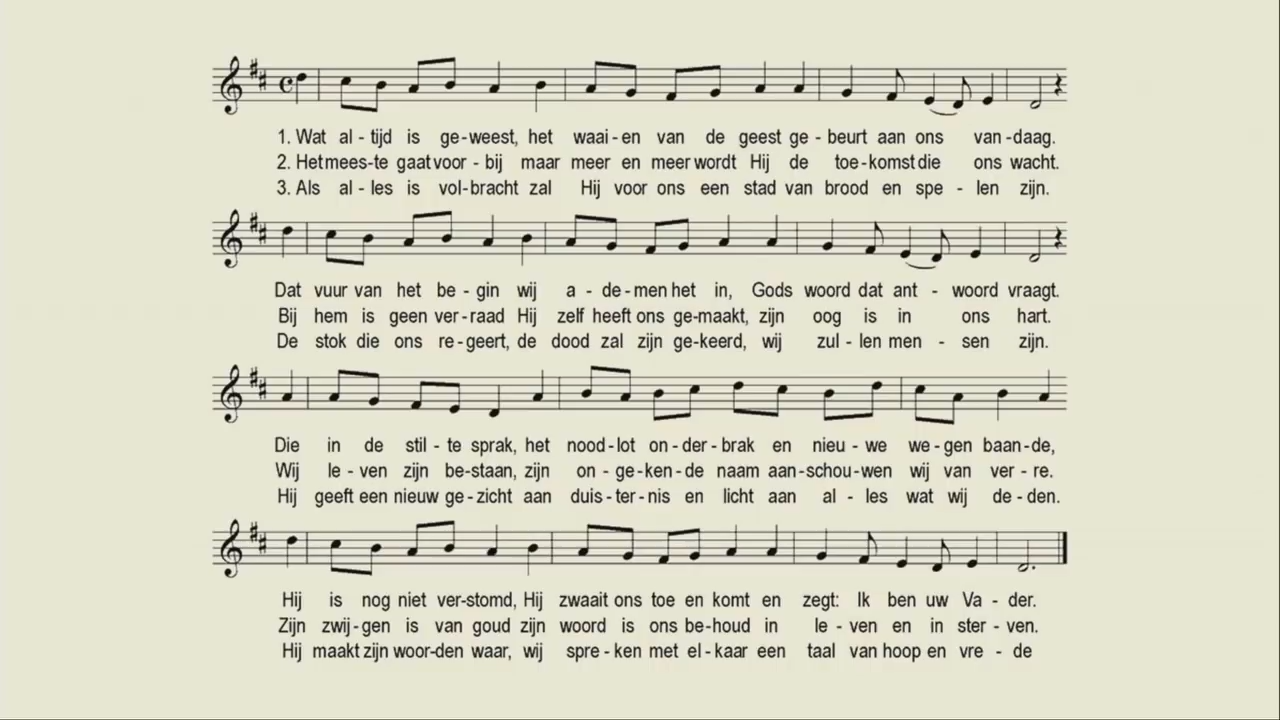 1. Wat al - tijd is ge - weest, het waai - en van de geest ge - beurt aan ons van - daag.
2. Het mees - te gaat voor - bij maar meer en meer wordt Hij de toe - komst die ons wacht.
3. Als al - les is vol - bracht zal Hij voor ons een stad van brood en spe - len zijn.
Dat vuur van het be - gin wij a - de - men het in, Gods woord dat ant - woord vraagt.
Bij hem is geen ver - raad Hij zelf heeft ons ge - maakt, zijn oog is in ons hart.
De stok die ons re - geert, de dood zal zijn ge - keerd, wij zul - len men - sen zijn.
Die in de stil - te sprak, het nood - lot on - der - brak en nieu - we we - gen baan - de,
Wij le - ven zijn be - staan, zijn on - ge - ken - de naam aan - schou - wen wij van ver - re.
Hij geeft een nieuw ge - zicht aan duis - ter - nis en licht aan al - les wat wij de - den.
Hij is nog niet ver - stomd, Hij zwaait ons toe en komt en zegt: Ik ben uw Va - der.
Zijn zwij - gen is van goud zijn woord is ons be - houd in le - ven en in ster - ven.
Hij maakt zijn woor - den waar, wij spre - ken met el - kaar een taal van hoop en vre - de